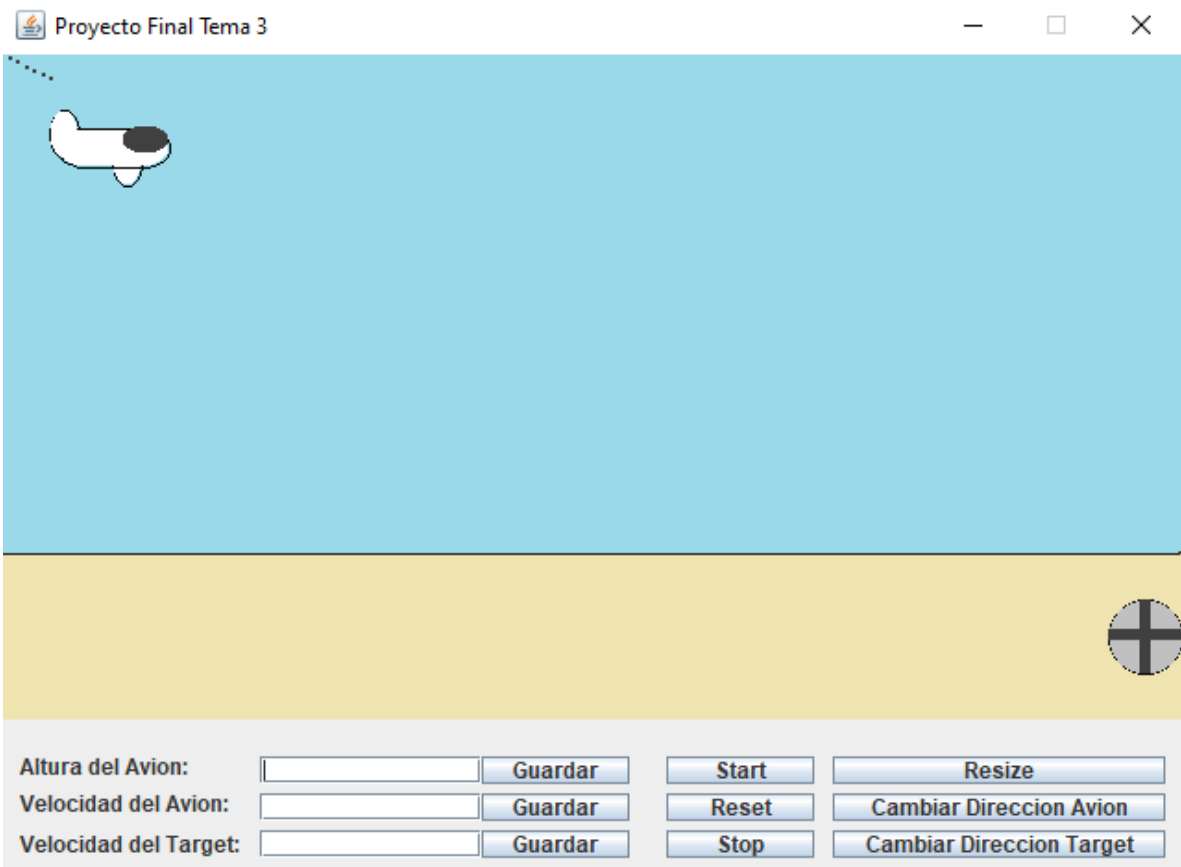 Proyecto Final Tema 3
Altura del Avion: Guardar Start Resize
Velocidad del Avion: Guardar Reset Cambiar Direccion Avion
Velocidad del Target: Guardar Stop Cambiar Direccion Target